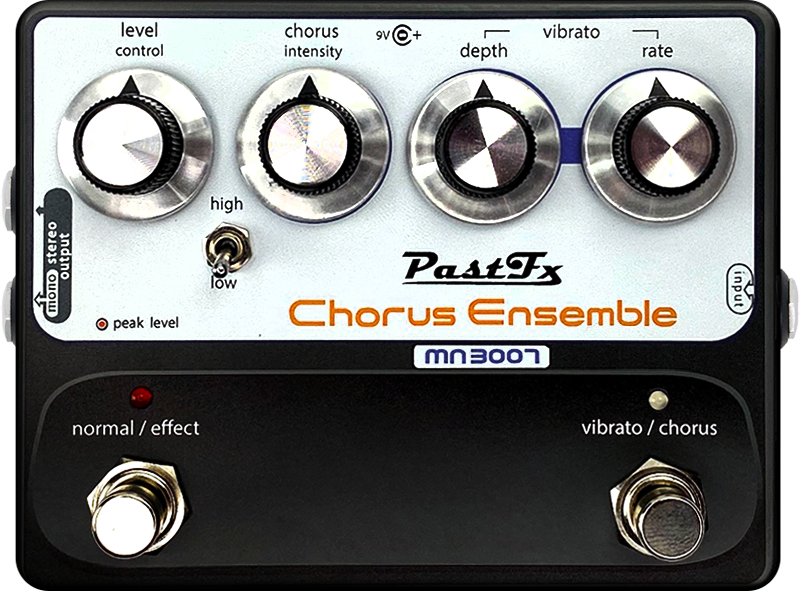 level
control
chorus
intensity
9V +
vibrato
depth
rate
high
low
stereo
mono output
input
peak level
PastFx
Chorus Ensemble
MN3007
normal / effect
vibrato / chorus